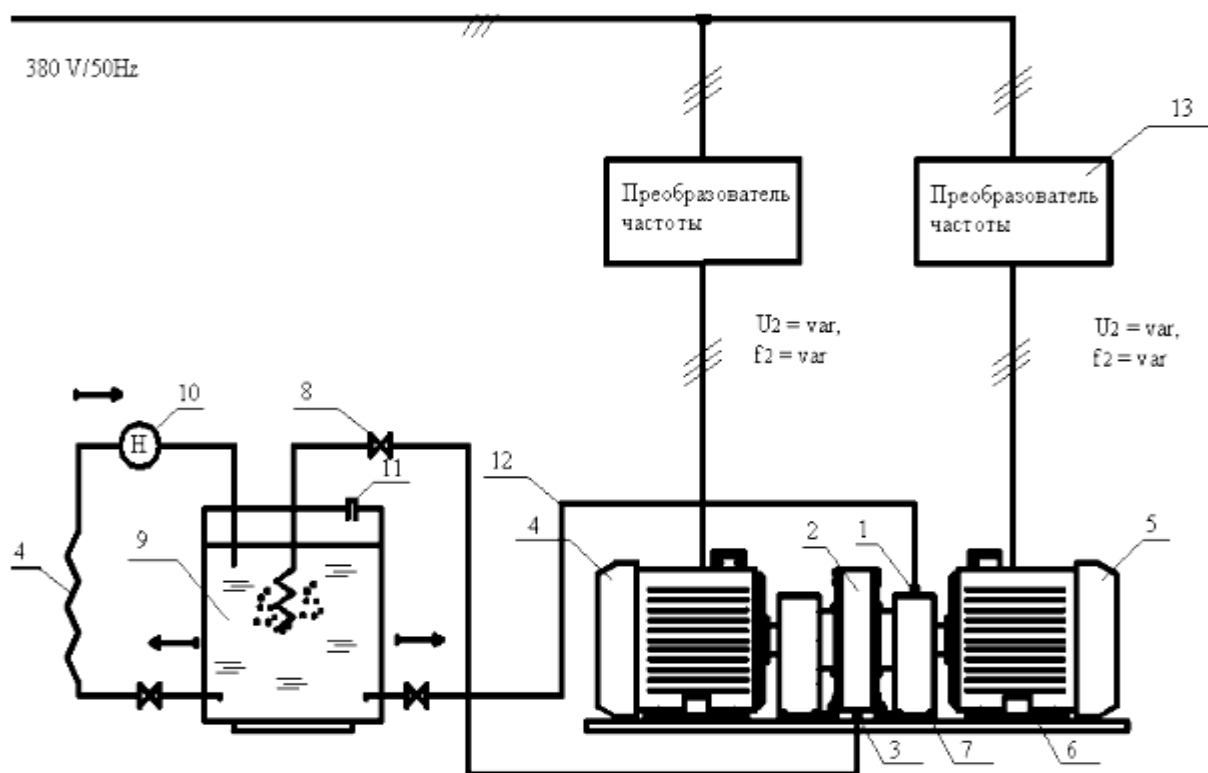 380 V/50Hz
13
Преобразователь
частоты
Преобразователь
частоты
U2 = var,
f2 = var
U2 = var,
f2 = var
10
8
H
11
12
4
9
4
2
1
5
3
7
6